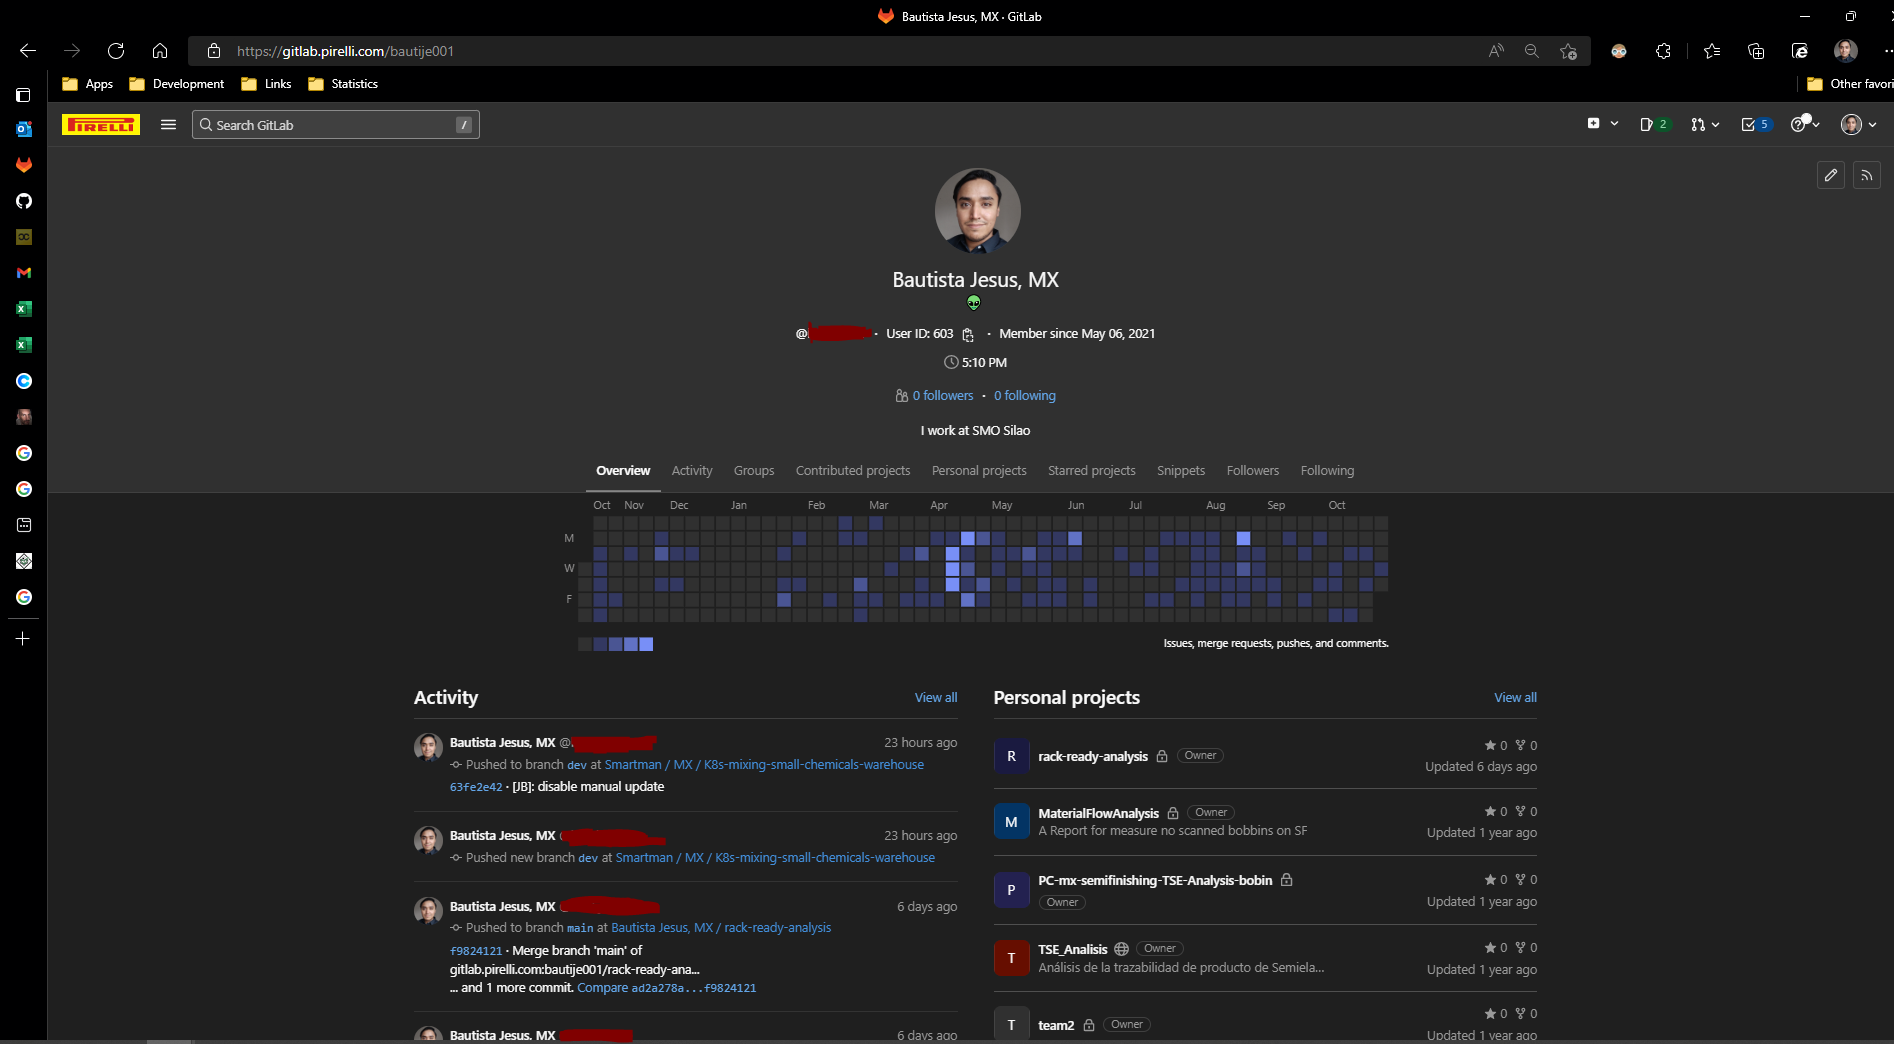 Bautista Jesus, MX · GitLab
https://gitlab.pirelli.com/bautije001
Apps Development Links Statistics Other favori
PIRELLI Search GitLab / 2 5
Bautista Jesus, MX
@ · User ID: 603 · Member since May 06, 2021
5:10 PM
0 followers · 0 following
I work at SMO Silao
Overview Activity Groups Contributed projects Personal projects Starred projects Snippets Followers Following
Oct Nov Dec Jan Feb Mar Apr May Jun Jul Aug Sep Oct
M
W
F
Issues, merge requests, pushes, and comments.
Activity View all
Bautista Jesus, MX @ 23 hours ago
Pushed to branch dev at Smartman / MX / K8s-mixing-small-chemicals-warehouse
63fe2e42 · [JB]: disable manual update
Bautista Jesus, MX 23 hours ago
Pushed new branch dev at Smartman / MX / K8s-mixing-small-chemicals-warehouse
Bautista Jesus, MX 6 days ago
Pushed to branch main at Bautista Jesus, MX / rack-ready-analysis
f9824121 · Merge branch 'main' of
gitlab.pirelli.com:bautije001/rack-ready-ana...
... and 1 more commit. Compare ad2a278a...f9824121
Bautista Jesus, MX 6 days ago
Personal projects View all
R rack-ready-analysis Owner 0 0
Updated 6 days ago
M MaterialFlowAnalysis Owner 0 0
A Report for measure no scanned bobbins on SF Updated 1 year ago
P PC-mx-semifinishing-TSE-Analysis-bobin 0 0
Owner Updated 1 year ago
T TSE_Analisis Owner 0 0
Análisis de la trazabilidad de producto de Semiela... Updated 1 year ago
T team2 Owner 0 0
Updated 1 year ago